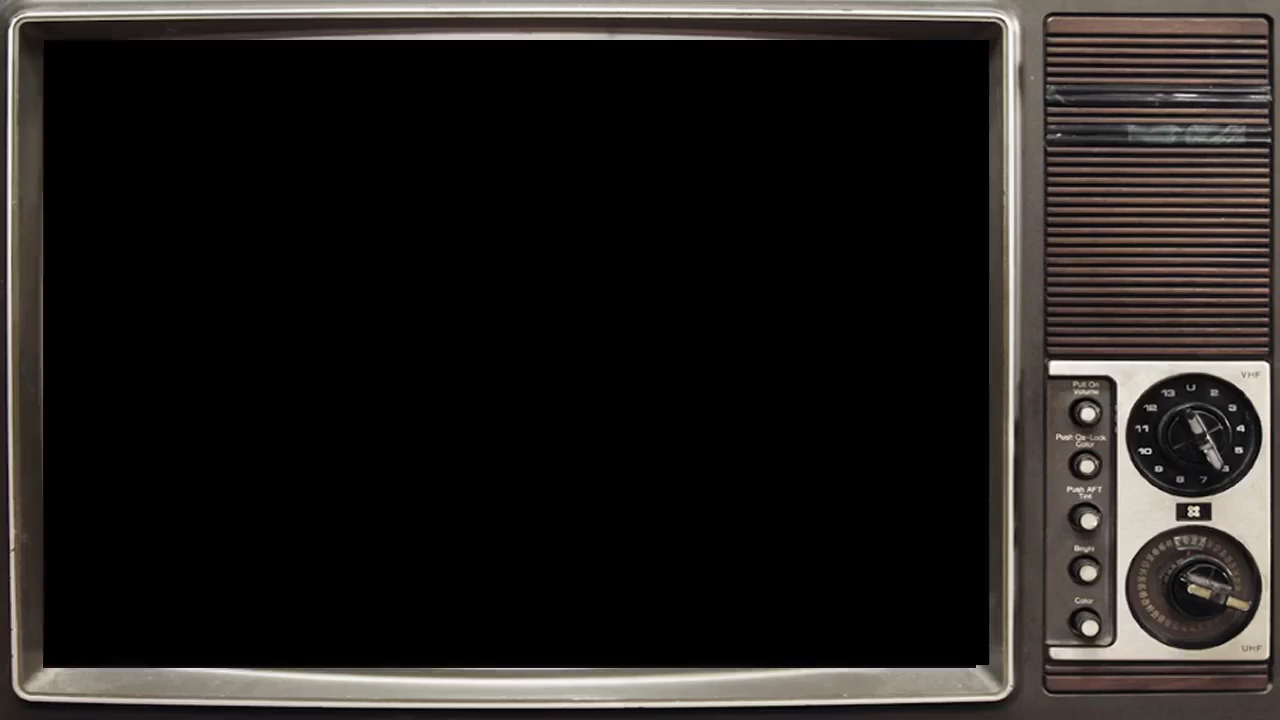 VHF
Pull On
Volume
Push Qa-Lock
Color
Push AFT
Tint
Bright
Color
U
2
3
4
5
6
7
8
9
10
11
12
13
UHF